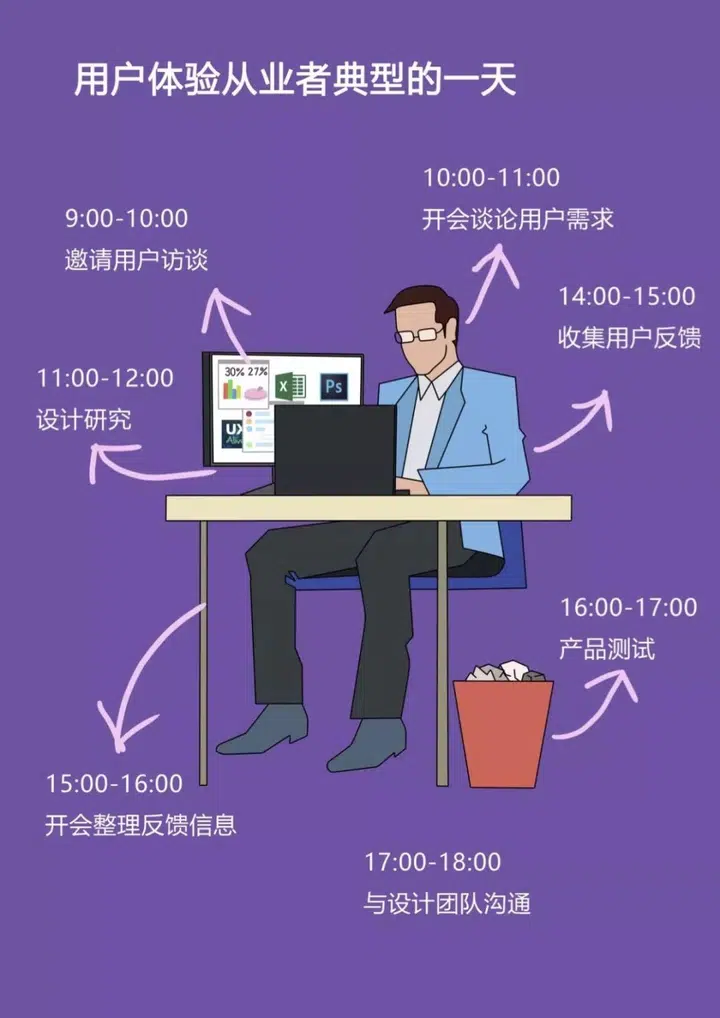 用户体验从业者典型的一天
10:00-11:00
开会谈论用户需求
9:00-10:00
邀请用户访谈
14:00-15:00
收集用户反馈
11:00-12:00
设计研究
30% 27%
X
Ps
UX
16:00-17:00
产品测试
15:00-16:00
开会整理反馈信息
17:00-18:00
与设计团队沟通